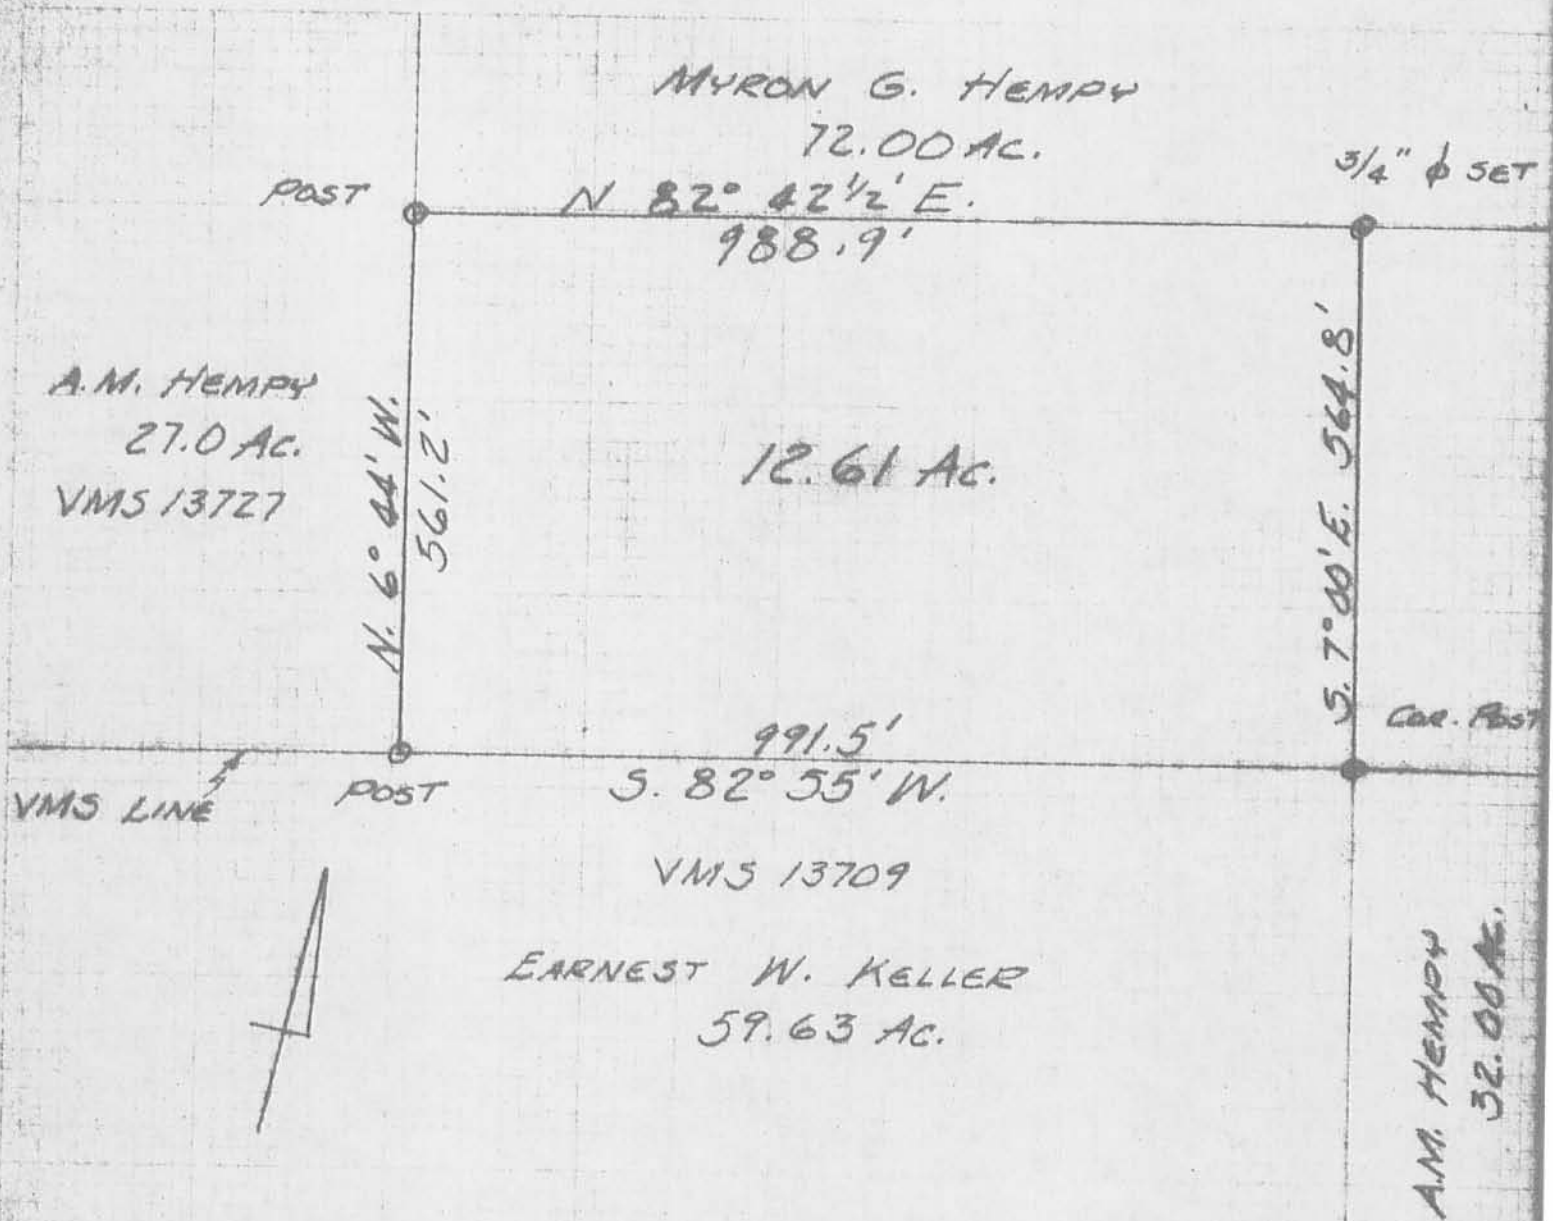 MYRON G. HEMPY
72.00 AC.
3/4" ϕ SET
POST
N 82° 42 1/2' E.
988.9'
A.M. HEMPY
27.0 AC.
VMS 13727
N. 6° 44' W.
561.2'
12.61 AC.
S. 7° 00' E. 564.8'
COR. POST
991.5'
S. 82° 55' W.
POST
VMS LINE
VMS 13709
EARNEST W. KELLER
59.63 AC.
A.M. HEMPY
32.00 AC.